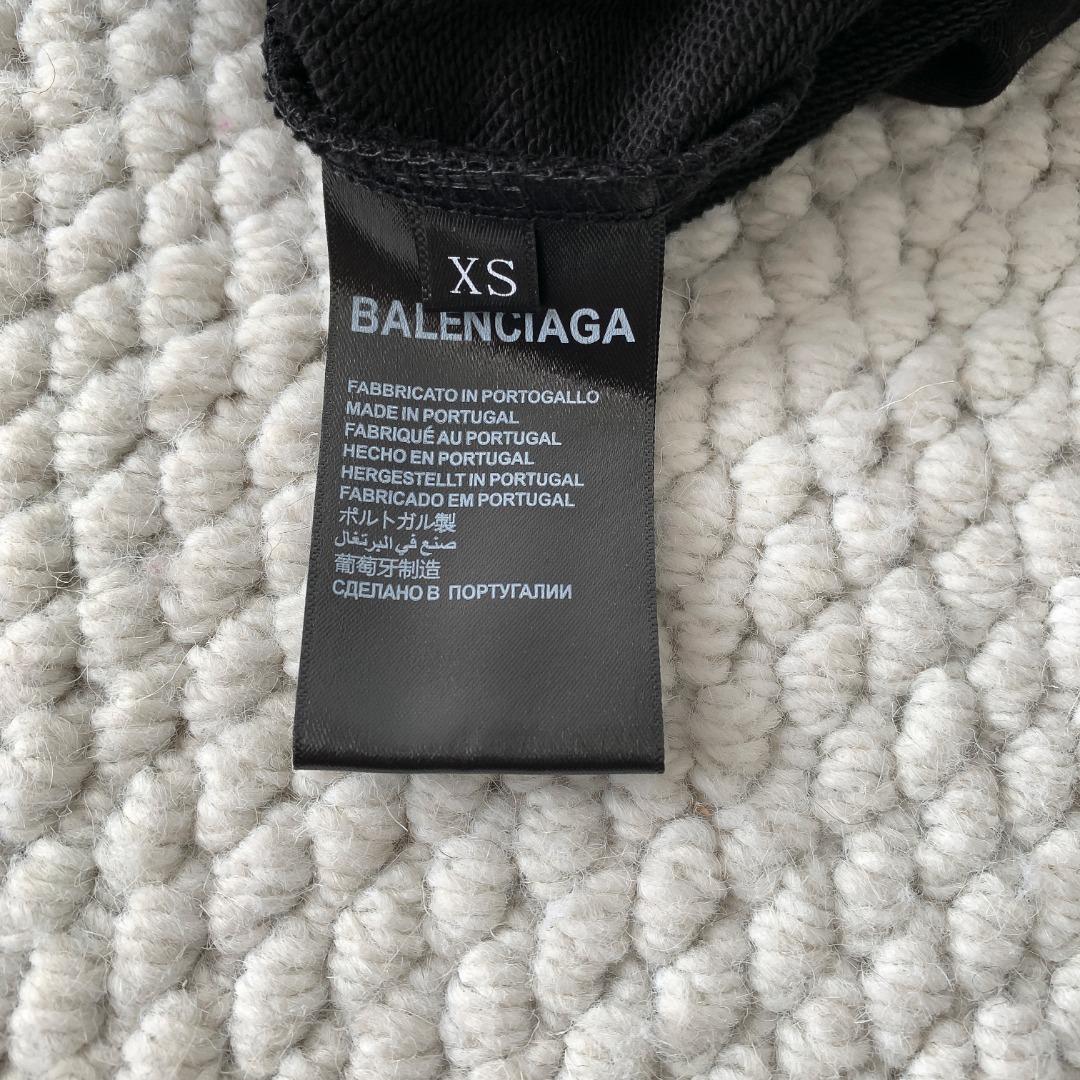 XS
BALENCIAGA
FABBRICATO IN PORTOGALLO
MADE IN PORTUGAL
FABRIQUÉ AU PORTUGAL
HECHO EN PORTUGAL
HERGESTELLT IN PORTUGAL
FABRICADO EM PORTUGAL
ポルトガル製
صنع في البرتغال
葡萄牙制造
СДЕЛАНО В ПОРТУГАЛИИ